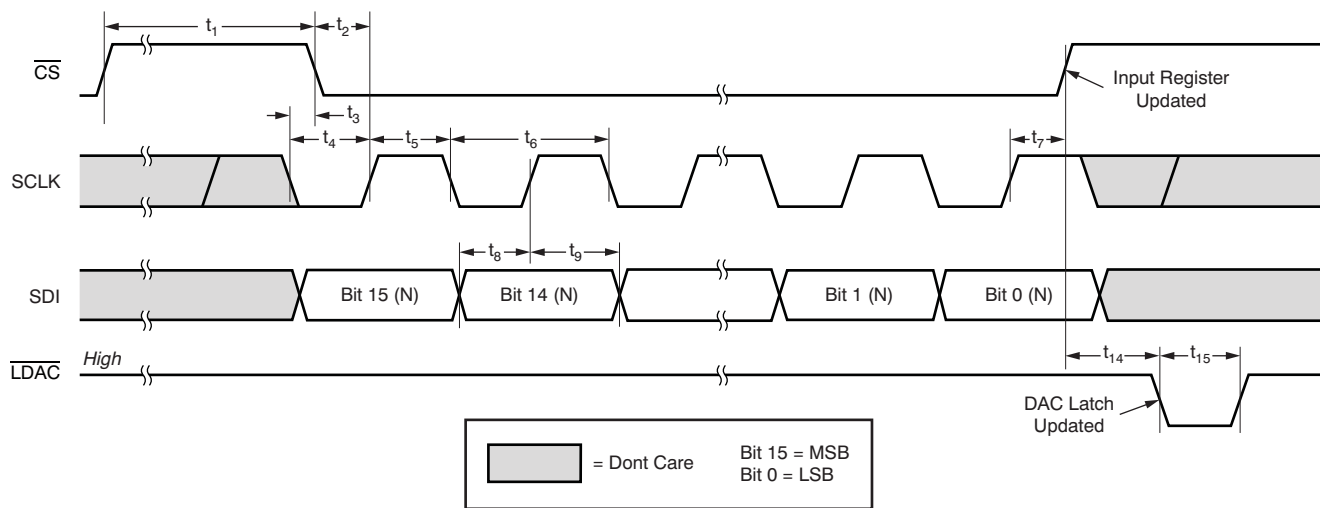 t1
t2
CS
Input Register
Updated
t3
t4
t5
t6
t7
SCLK
t8
t9
SDI
Bit 15 (N)
Bit 14 (N)
Bit 1 (N)
Bit 0 (N)
High
LDAC
t14
t15
DAC Latch
Updated
= Dont Care
Bit 15 = MSB
Bit 0 = LSB